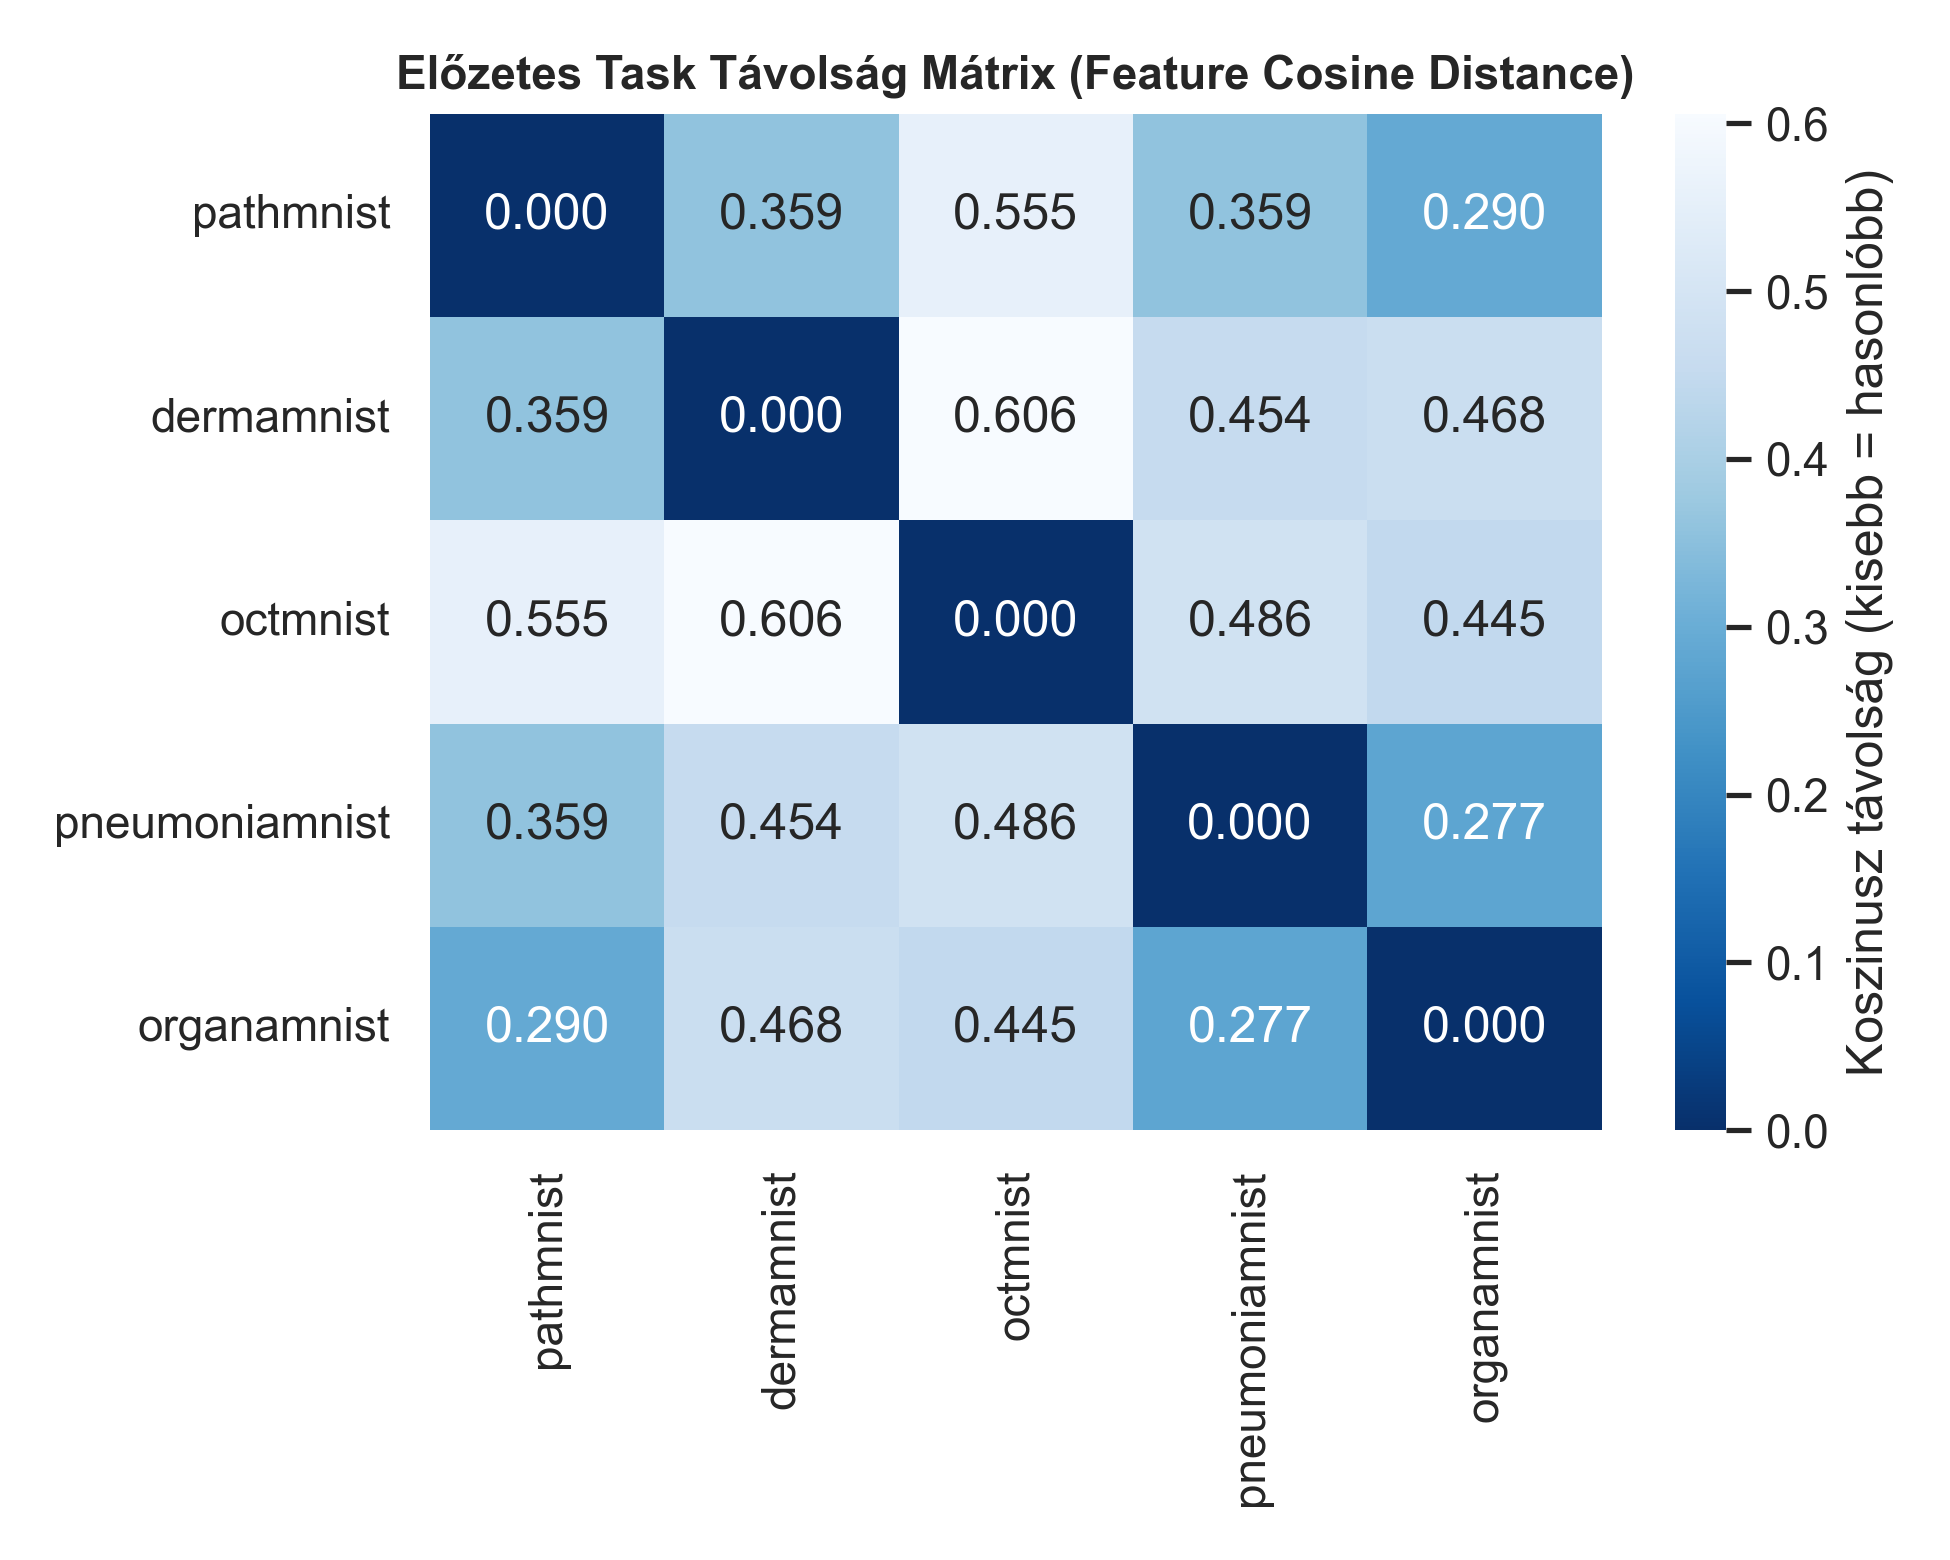 Előzetes Task Távolság Mátrix (Feature Cosine Distance)
pathmnist 0.000 0.359 0.555 0.359 0.290
dermamnist 0.359 0.000 0.606 0.454 0.468
octmnist 0.555 0.606 0.000 0.486 0.445
pneumoniamnist 0.359 0.454 0.486 0.000 0.277
organamnist 0.290 0.468 0.445 0.277 0.000
pathmnist
dermamnist
octmnist
pneumoniamnist
organamnist
0.6
0.5
0.4
0.3
0.2
0.1
0.0
Koszinusz távolság (kisebb = hasonlóbb)